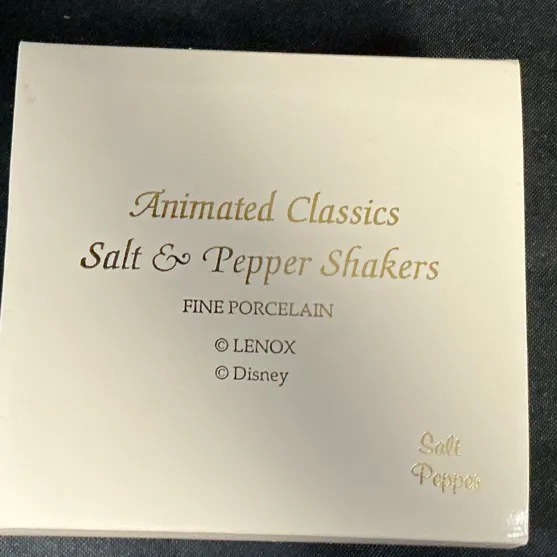 Animated Classics
Salt & Pepper Shakers
FINE PORCELAIN
© LENOX
© Disney
Salt
Pepper